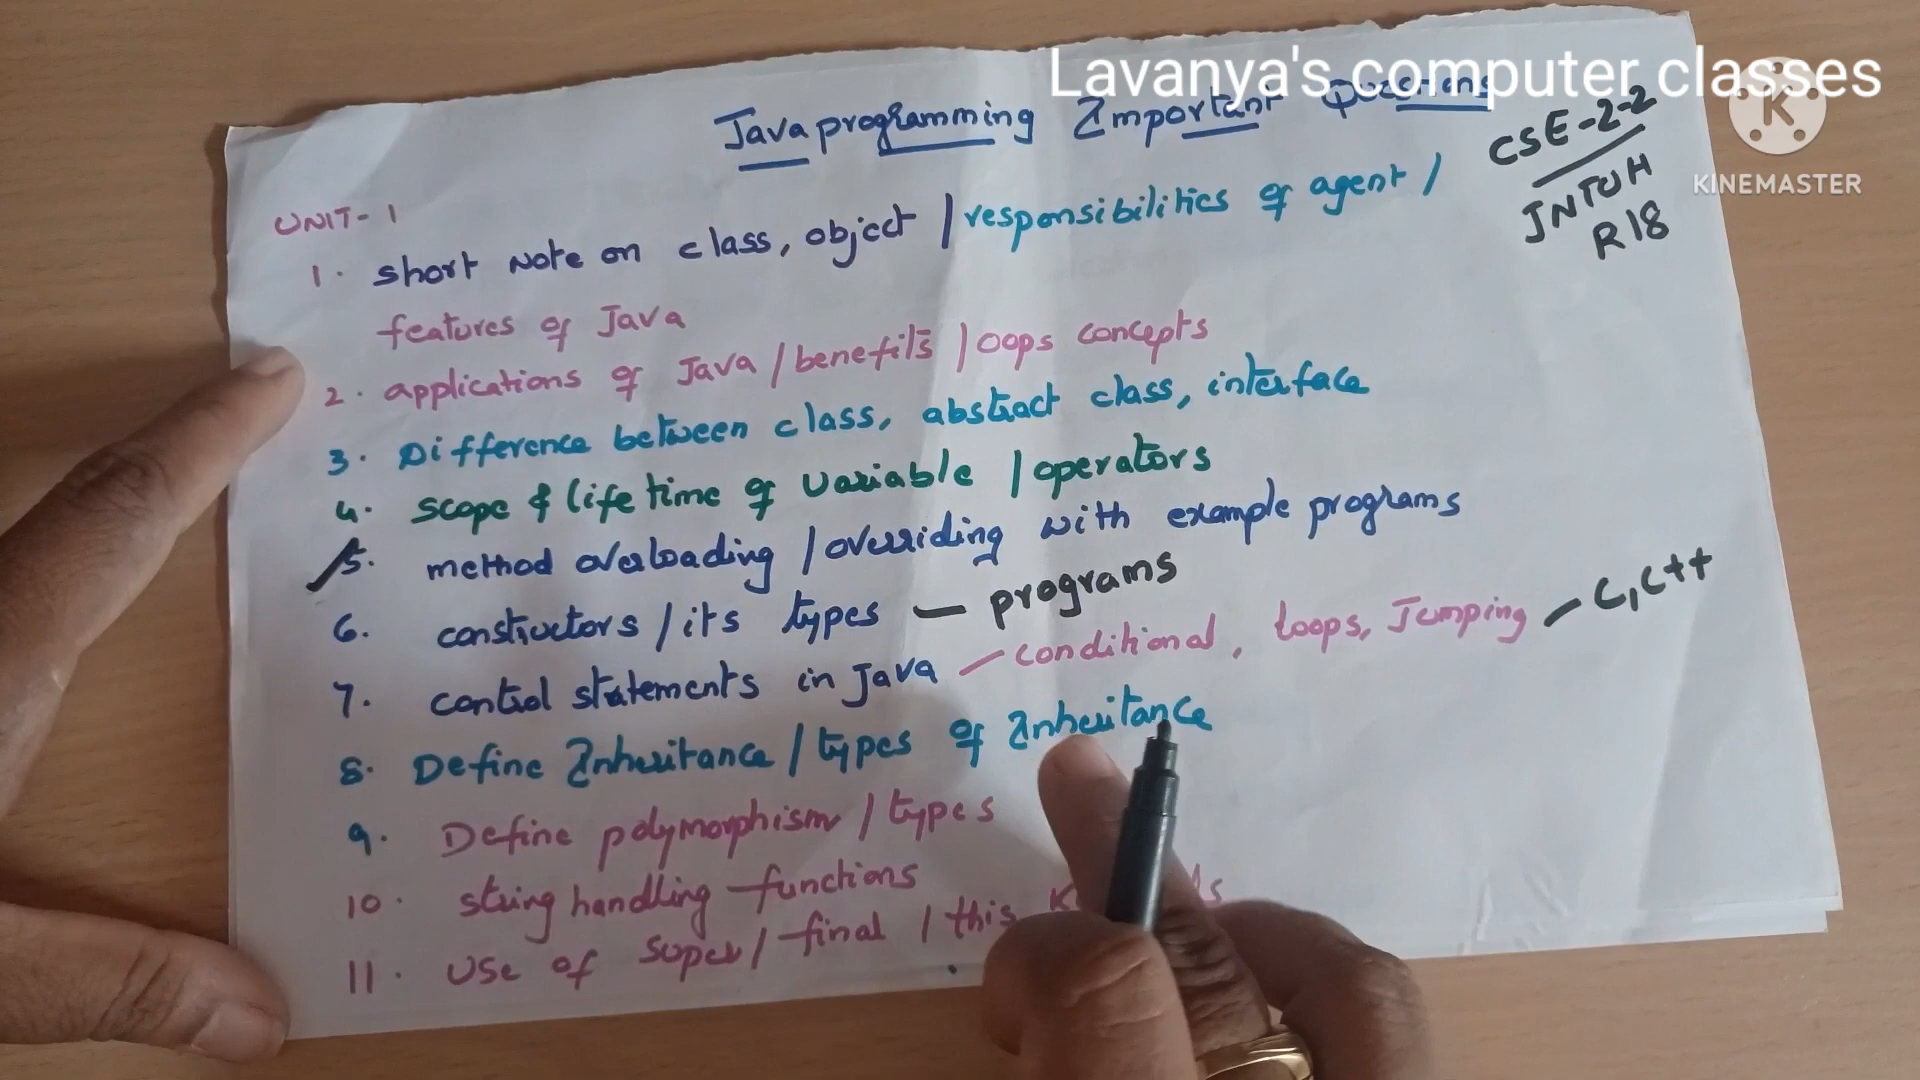 Lavanya's computer classes
KINEMASTER
Java programming Important Questions
CSE-2-2
JNTUH
R18
UNIT-1
1. short Note on class, object / responsibilities of agent /
features of Java
2. applications of Java / benefits / oops concepts
3. Difference between class, abstract class, interface
4. Scope & life time of variable / operators
5. method overloading / overriding with example programs
6. constructors / its types — programs
7. control statements in Java — conditional, loops, Jumping — C, C++
8. Define Inheritance / types of Inheritance
9. Define polymorphism / types
10. string handling functions
11. Use of super / final / this